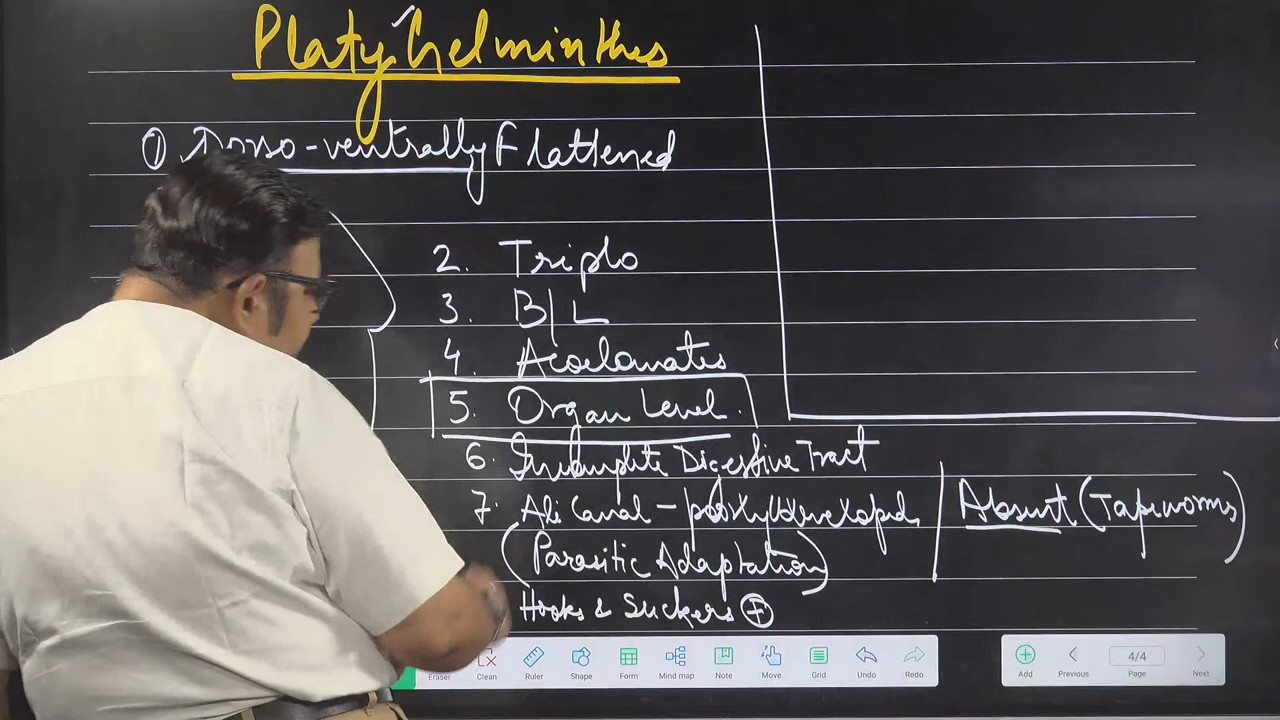 Platyhelminthes
① Dorso-ventrally Flattened
2. Triplo
3. B/L
4. Acoelomates
5. Organ Level.
6. Incomplete Digestive Tract
7. Ali Canal - poorly developed, / Absent (Tapeworms)
(Parasitic Adaptation)
Hooks & Suckers ⊕
Eraser Clean Ruler Shape Form Mind map Note Move Grid Undo Redo Add Previous 4/4 Page Next